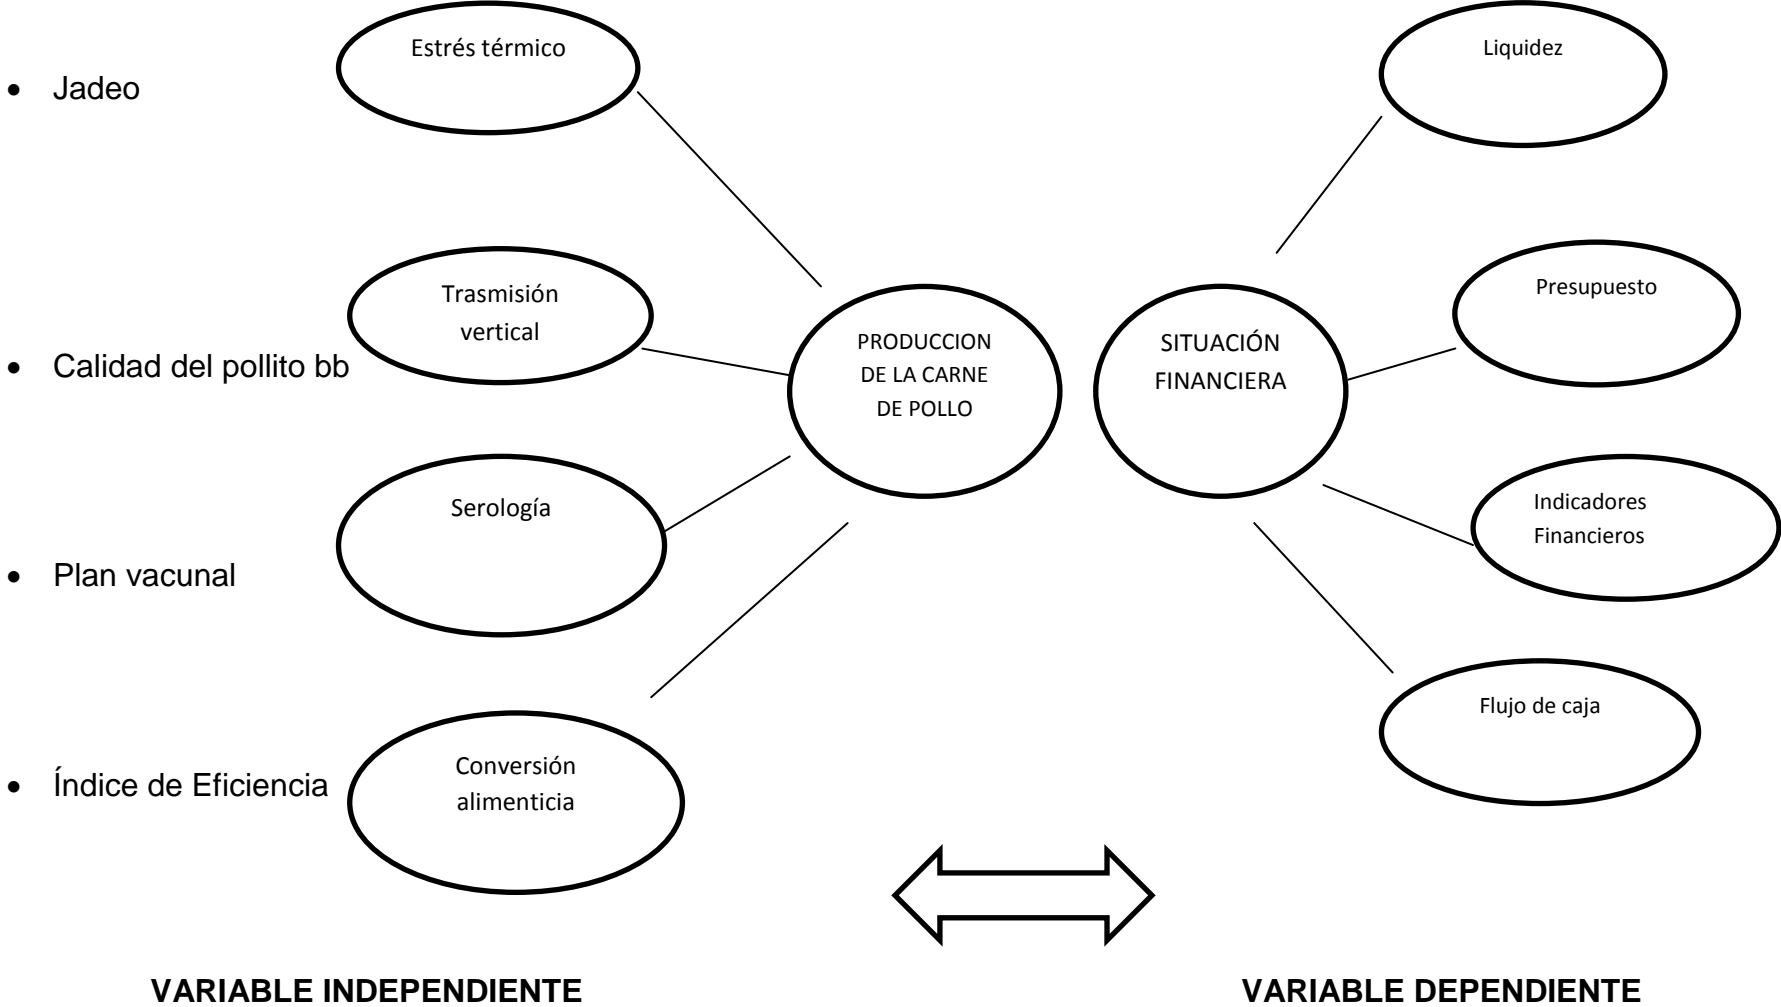 Estrés térmico
Liquidez
• Jadeo
Trasmisión
vertical
Presupuesto
• Calidad del pollito bb
PRODUCCION
DE LA CARNE
DE POLLO
SITUACIÓN
FINANCIERA
Serología
Indicadores
Financieros
• Plan vacunal
Flujo de caja
• Índice de Eficiencia
Conversión
alimenticia
VARIABLE INDEPENDIENTE
VARIABLE DEPENDIENTE